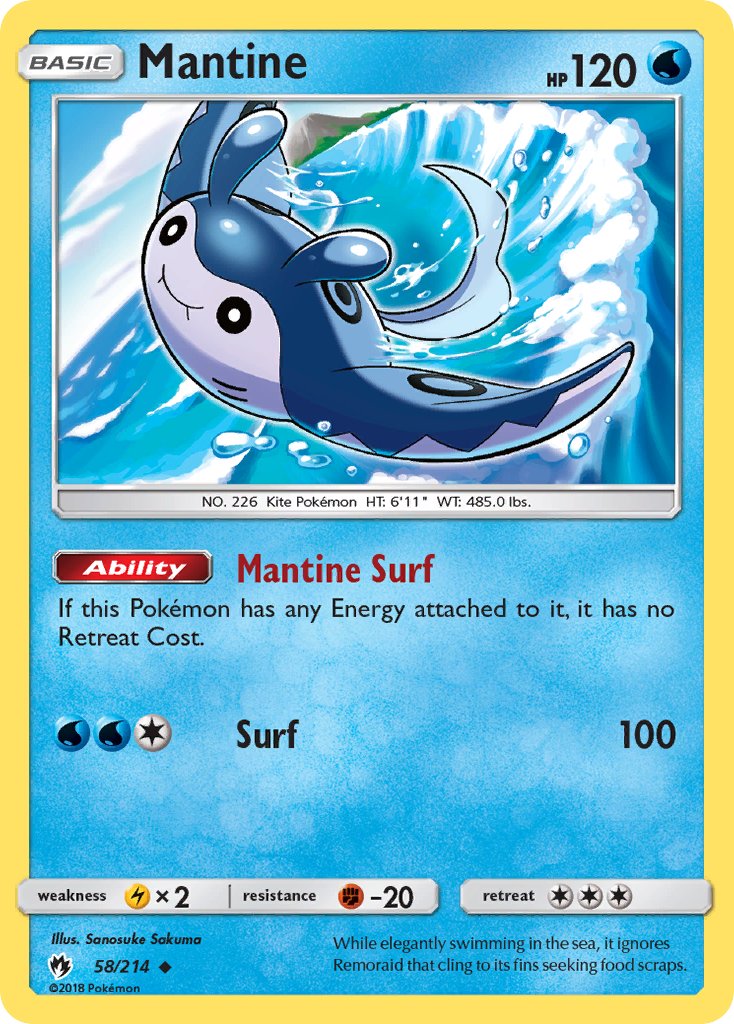 BASIC Mantine HP 120
NO. 226 Kite Pokémon HT: 6'11" WT: 485.0 lbs.
Ability Mantine Surf
If this Pokémon has any Energy attached to it, it has no
Retreat Cost.
Surf 100
weakness ×2 resistance -20 retreat
Illus. Sanosuke Sakuma
58/214
©2018 Pokémon
While elegantly swimming in the sea, it ignores
Remoraid that cling to its fins seeking food scraps.